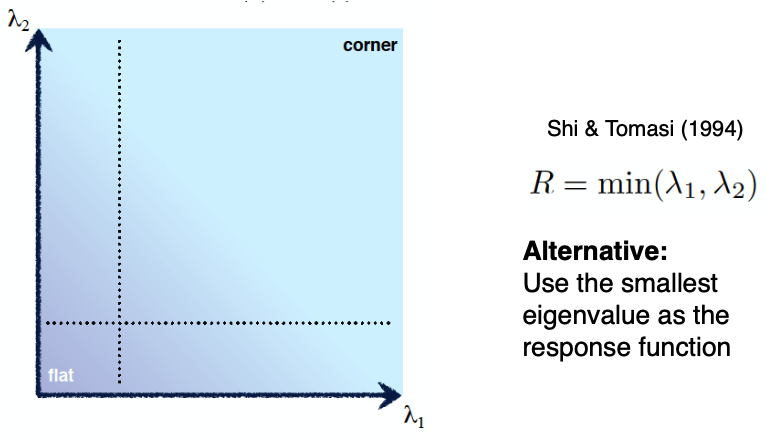 λ₂
corner
Shi & Tomasi (1994)
R = min(λ₁, λ₂)
Alternative:
Use the smallest
eigenvalue as the
response function
flat
λ₁